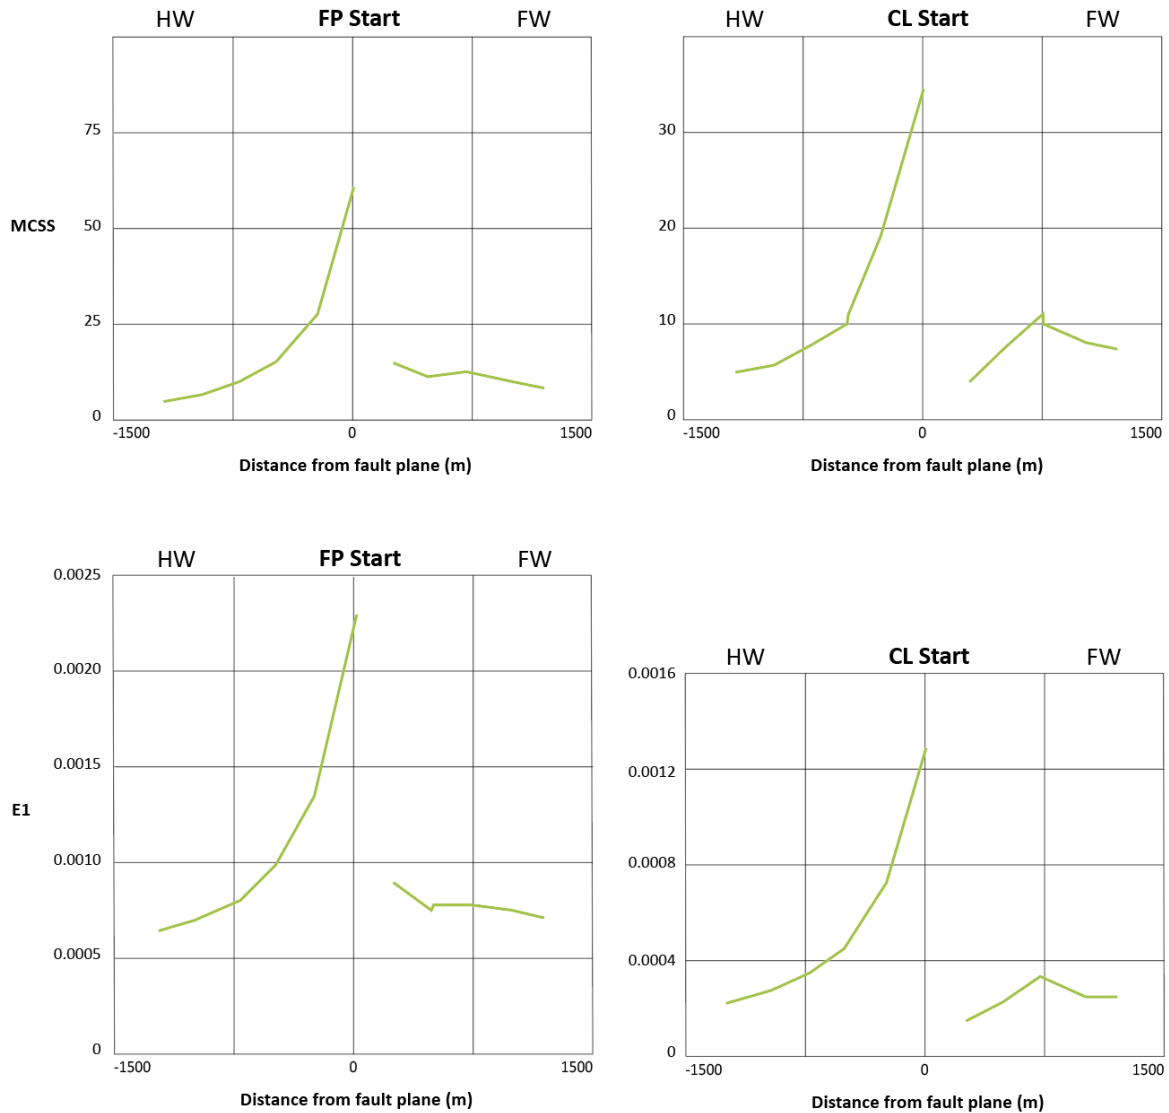 HW FP Start FW
MCSS
75
50
25
0
-1500 0 1500
Distance from fault plane (m)
HW CL Start FW
30
20
10
0
-1500 0 1500
Distance from fault plane (m)
HW FP Start FW
E1
0.0025
0.0020
0.0015
0.0010
0.0005
0
-1500 0 1500
Distance from fault plane (m)
HW CL Start FW
0.0016
0.0012
0.0008
0.0004
0
-1500 0 1500
Distance from fault plane (m)